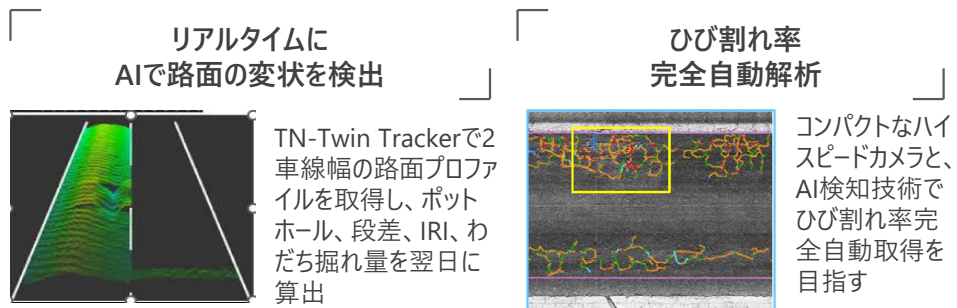 リアルタイムに
AIで路面の変状を検出
TN-Twin Trackerで2
車線幅の路面プロファ
イルを取得し、ポット
ホール、段差、IRI、わ
だち掘れ量を翌日に
算出
ひび割れ率
完全自動解析
コンパクトなハイ
スピードカメラと、
AI検知技術で
ひび割れ率完
全自動取得を
目指す